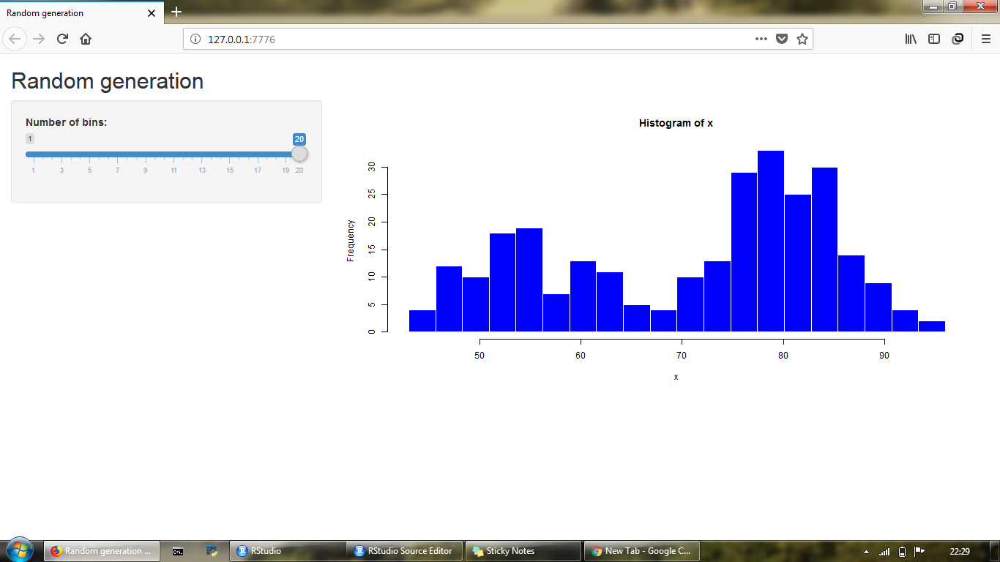 Random generation
127.0.0.1:7776
Random generation
Number of bins:
1 20
1 3 5 7 9 11 13 15 17 19 20
Histogram of x
Frequency
0 5 10 15 20 25 30
50 60 70 80 90
x
Random generation ...
C:\.
RStudio
RStudio Source Editor
Sticky Notes
New Tab - Google C...
22:29